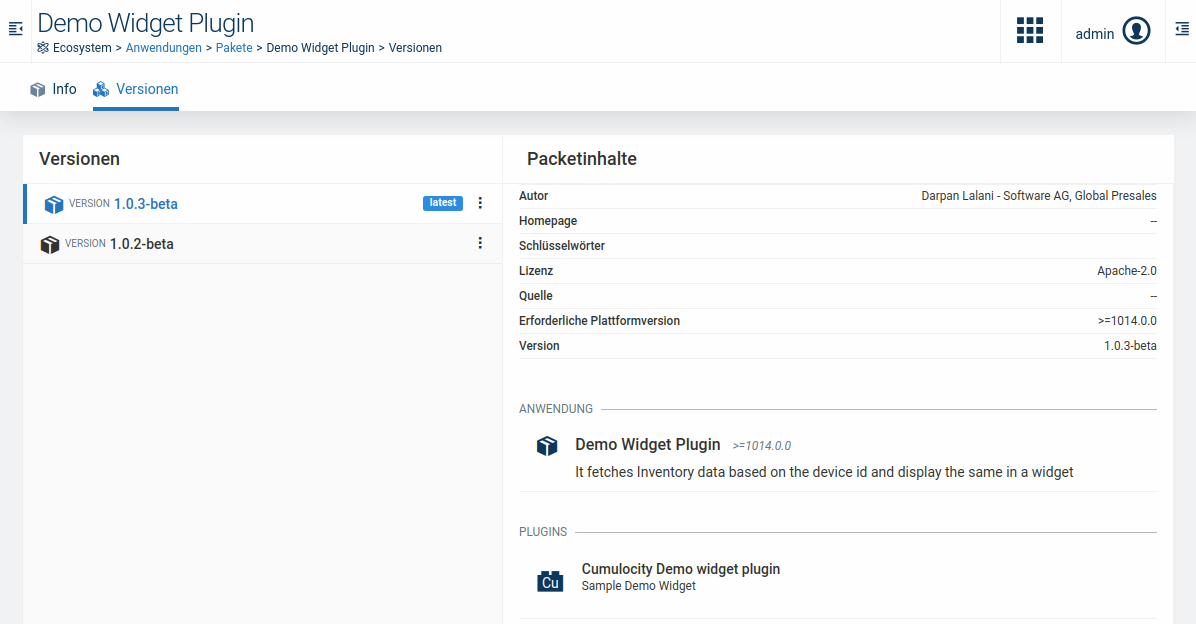 Demo Widget Plugin
Ecosystem > Anwendungen > Pakete > Demo Widget Plugin > Versionen
admin
Info
Versionen
Versionen
VERSION 1.0.3-beta
latest
VERSION 1.0.2-beta
Packetinhalte
Autor Darpan Lalani - Software AG, Global Presales
Homepage --
Schlüsselwörter
Lizenz Apache-2.0
Quelle --
Erforderliche Plattformversion >=1014.0.0
Version 1.0.3-beta
ANWENDUNG
Demo Widget Plugin >=1014.0.0
It fetches Inventory data based on the device id and display the same in a widget
PLUGINS
Cu
Cumulocity Demo widget plugin
Sample Demo Widget